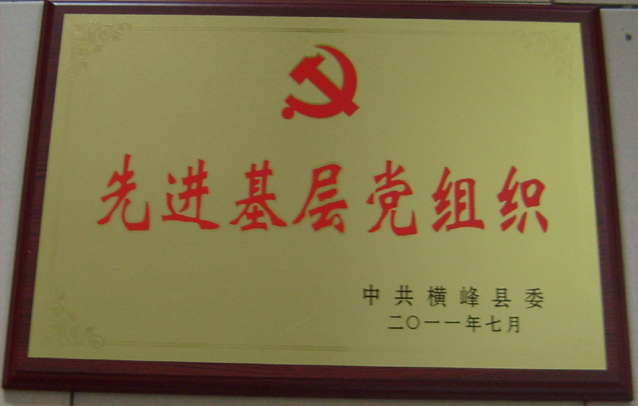 先进基层党组织
中共横峰县委
二〇一一年七月